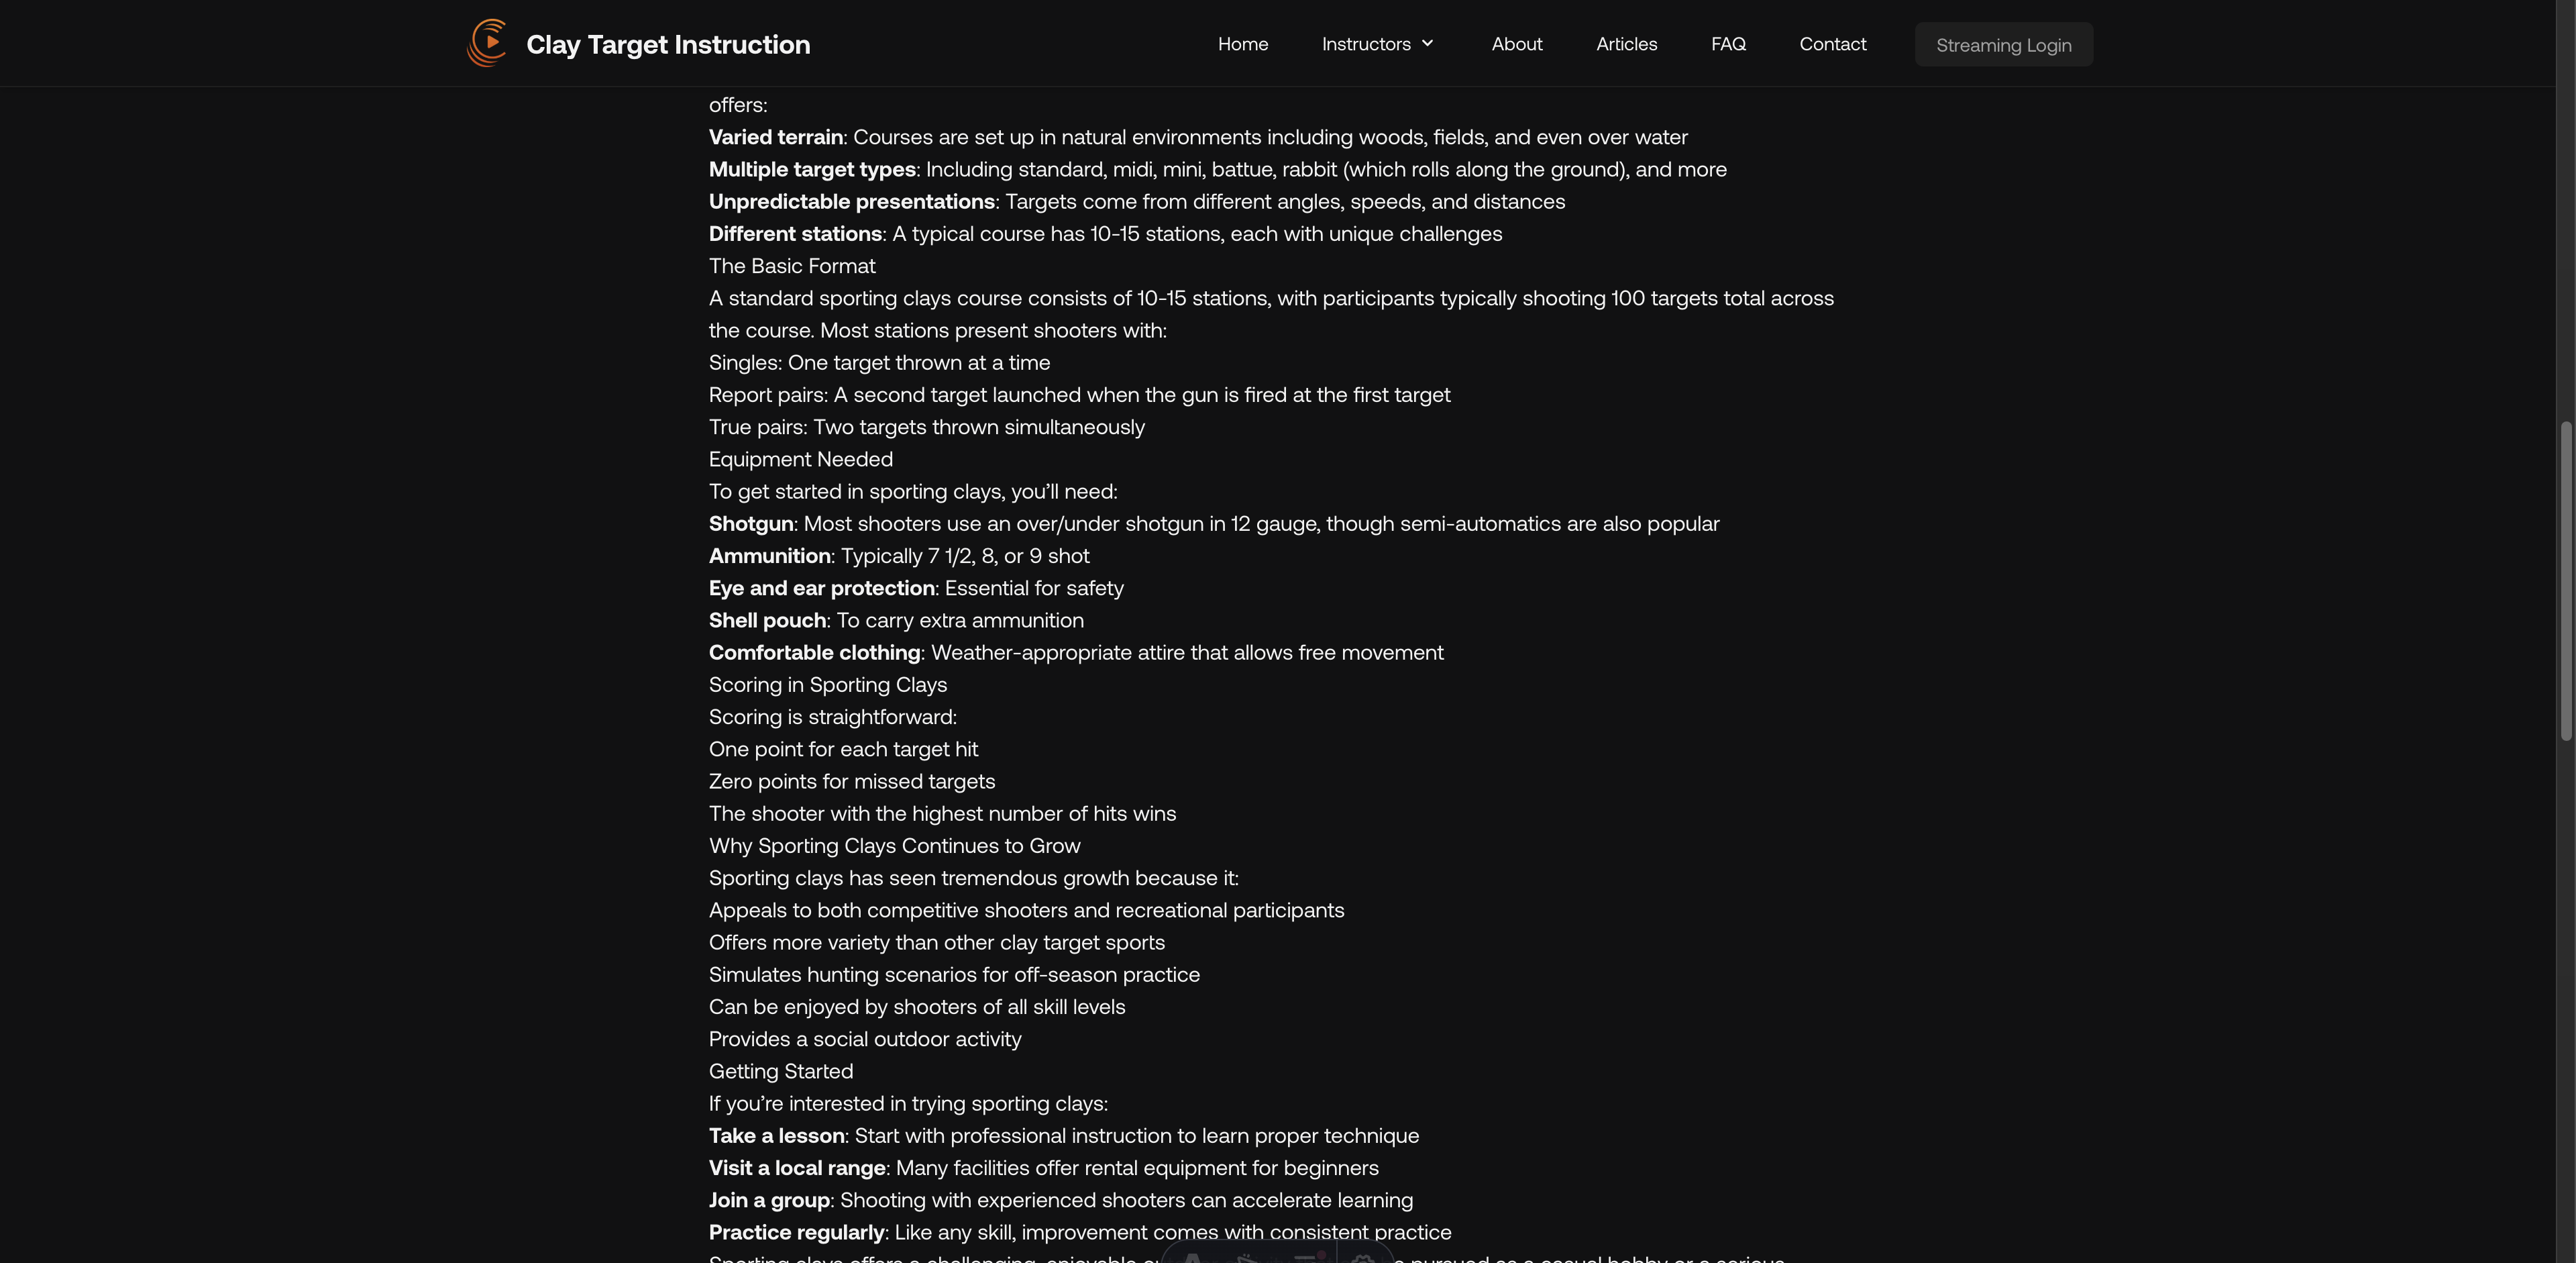 Clay Target Instruction
Home
Instructors
About
Articles
FAQ
Contact
Streaming Login
offers:
Varied terrain: Courses are set up in natural environments including woods, fields, and even over water
Multiple target types: Including standard, midi, mini, battue, rabbit (which rolls along the ground), and more
Unpredictable presentations: Targets come from different angles, speeds, and distances
Different stations: A typical course has 10-15 stations, each with unique challenges
The Basic Format
A standard sporting clays course consists of 10-15 stations, with participants typically shooting 100 targets total across
the course. Most stations present shooters with:
Singles: One target thrown at a time
Report pairs: A second target launched when the gun is fired at the first target
True pairs: Two targets thrown simultaneously
Equipment Needed
To get started in sporting clays, you’ll need:
Shotgun: Most shooters use an over/under shotgun in 12 gauge, though semi-automatics are also popular
Ammunition: Typically 7 1/2, 8, or 9 shot
Eye and ear protection: Essential for safety
Shell pouch: To carry extra ammunition
Comfortable clothing: Weather-appropriate attire that allows free movement
Scoring in Sporting Clays
Scoring is straightforward:
One point for each target hit
Zero points for missed targets
The shooter with the highest number of hits wins
Why Sporting Clays Continues to Grow
Sporting clays has seen tremendous growth because it:
Appeals to both competitive shooters and recreational participants
Offers more variety than other clay target sports
Simulates hunting scenarios for off-season practice
Can be enjoyed by shooters of all skill levels
Provides a social outdoor activity
Getting Started
If you’re interested in trying sporting clays:
Take a lesson: Start with professional instruction to learn proper technique
Visit a local range: Many facilities offer rental equipment for beginners
Join a group: Shooting with experienced shooters can accelerate learning
Practice regularly: Like any skill, improvement comes with consistent practice
Sporting clays offers a challenging, enjoyable pursued as a casual hobby or a serious